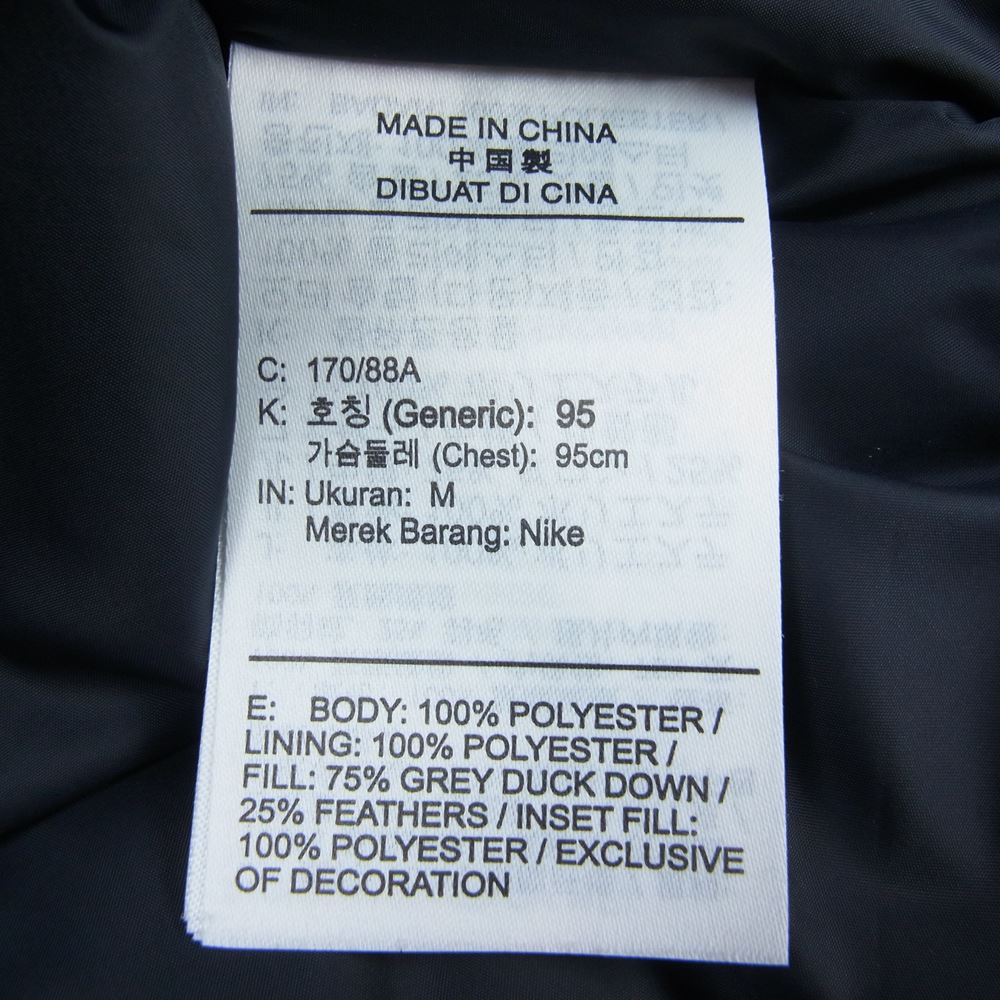 MADE IN CHINA
中国製
DIBUAT DI CINA
C: 170/88A
K: 호칭 (Generic): 95
가슴둘레 (Chest): 95cm
IN: Ukuran: M
Merek Barang: Nike
E: BODY: 100% POLYESTER /
LINING: 100% POLYESTER /
FILL: 75% GREY DUCK DOWN /
25% FEATHERS / INSET FILL:
100% POLYESTER / EXCLUSIVE
OF DECORATION